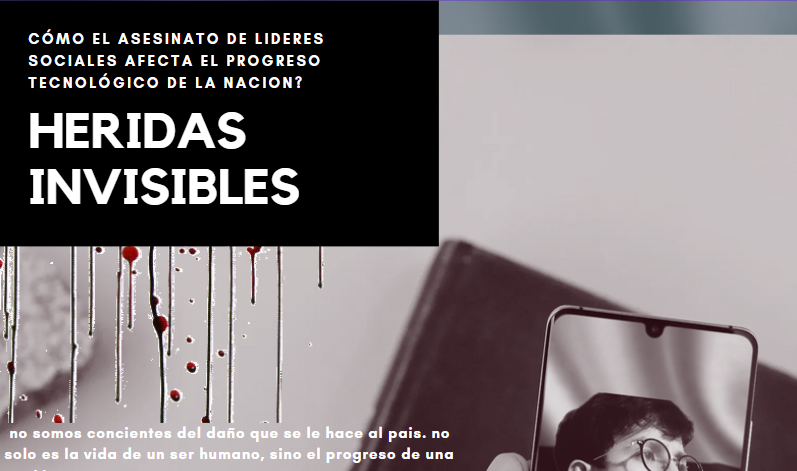 CÓMO EL ASESINATO DE LIDERES
SOCIALES AFECTA EL PROGRESO
TECNOLÓGICO DE LA NACION?
HERIDAS
INVISIBLES
no somos concientes del daño que se le hace al pais. no
solo es la vida de un ser humano, sino el progreso de una